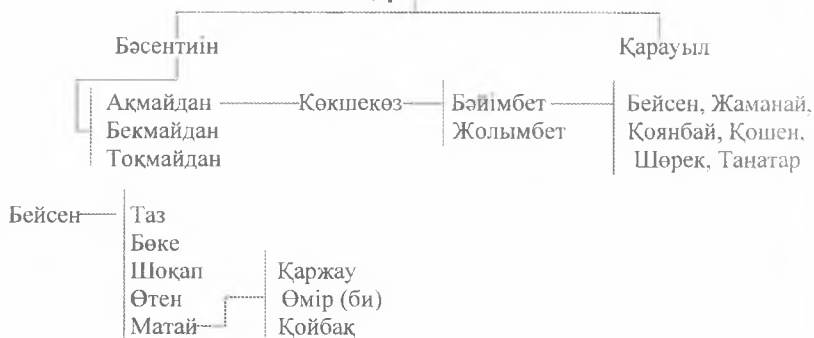 Бәсентиін Қарауыл
Ақмайдан Көкшекөз Бәйімбет Бейсен, Жаманай,
Бекмайдан Жолымбет Қоянбай, Қошен,
Тоқмайдан Шөрек, Танатар
Бейсен Таз
Бөке
Шоқап Қаржау
Өтен Өмір (би)
Матай Қойбақ